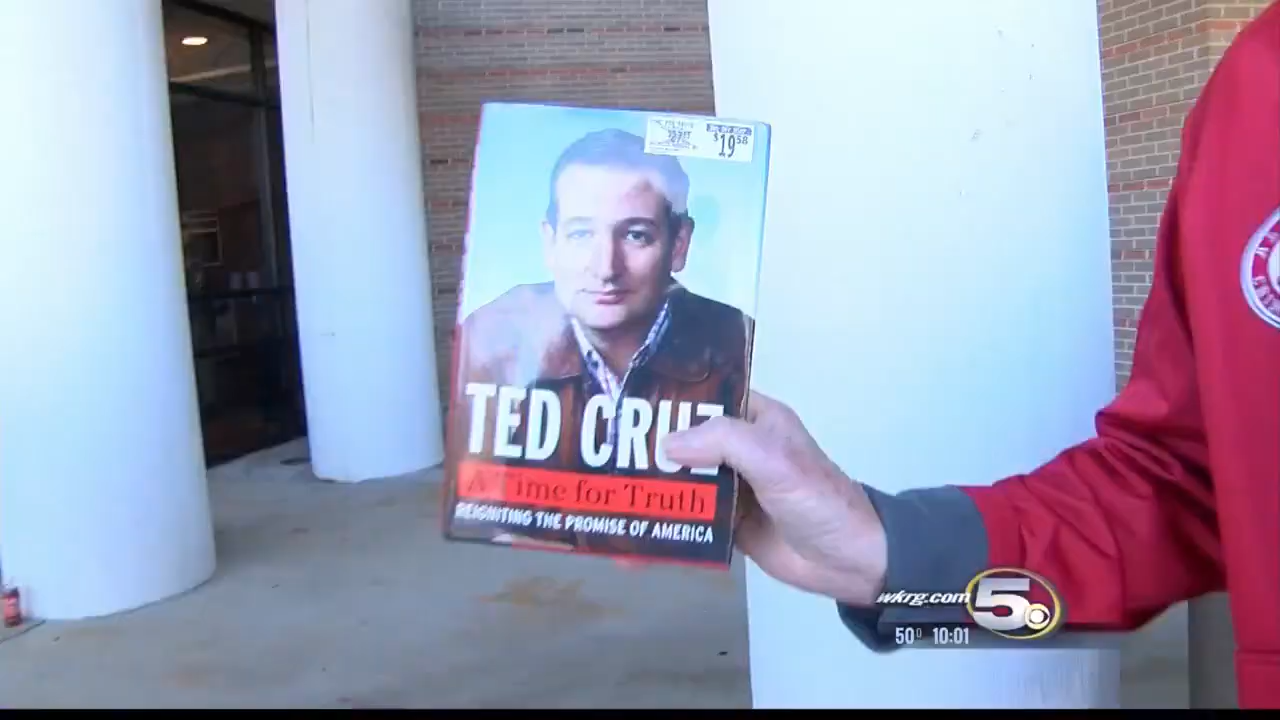 $19.58
TED CRUZ
A Time for Truth
REIGNITING THE PROMISE OF AMERICA
wkrg.com 5
50° 10:01